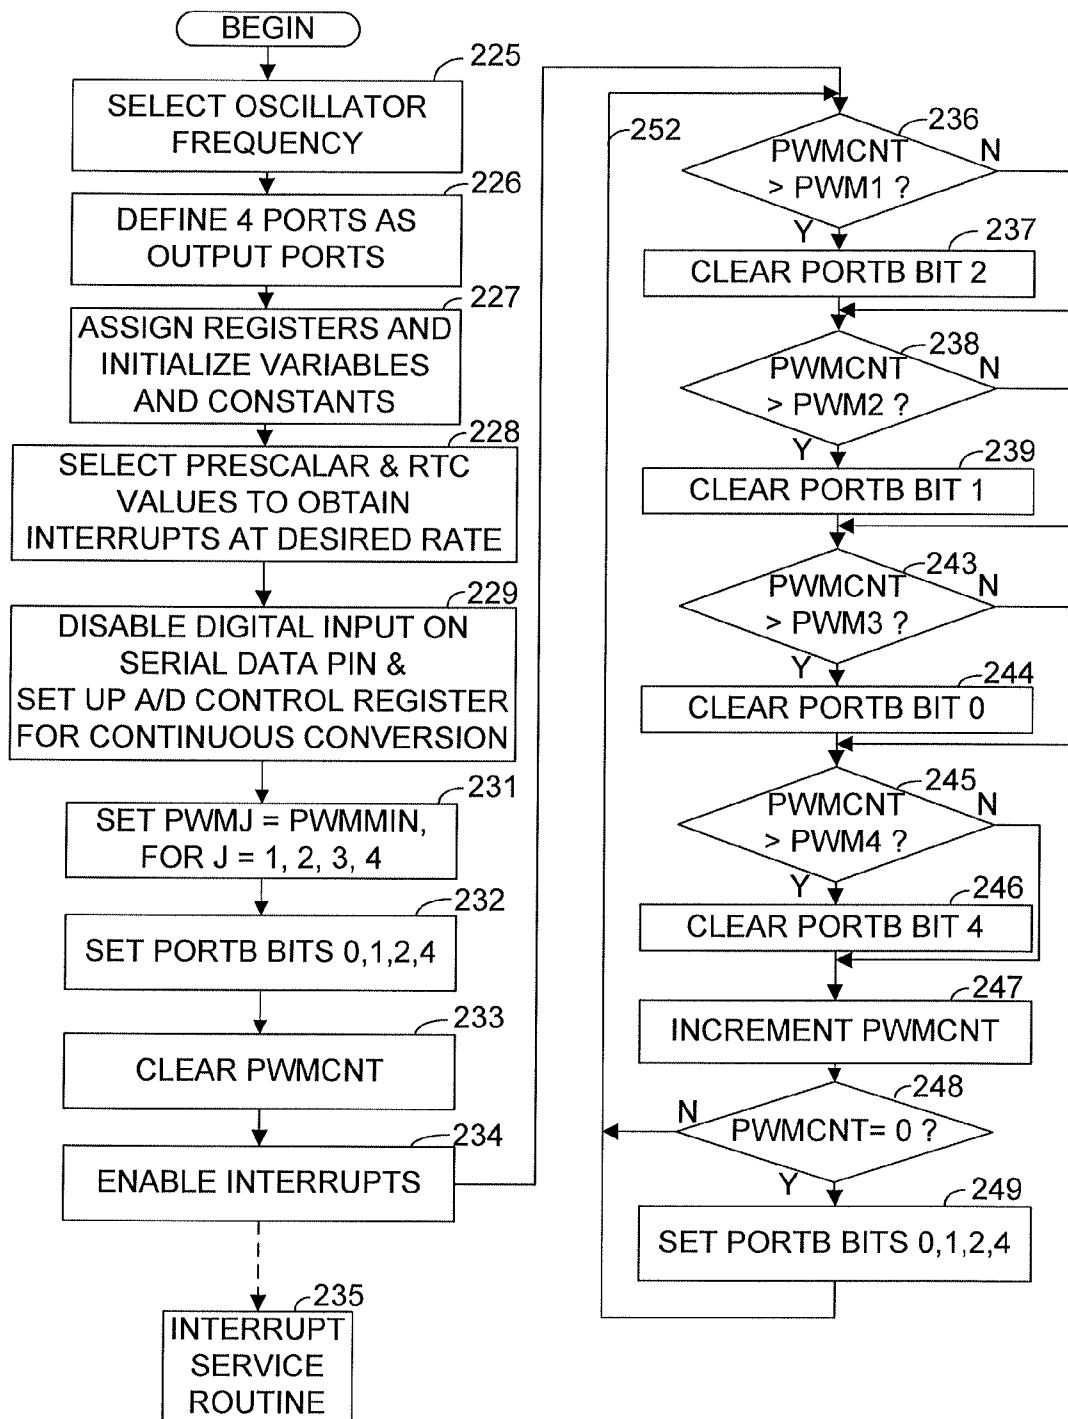 BEGIN
225
SELECT OSCILLATOR
FREQUENCY
226
DEFINE 4 PORTS AS
OUTPUT PORTS
227
ASSIGN REGISTERS AND
INITIALIZE VARIABLES
AND CONSTANTS
228
SELECT PRESCALAR & RTC
VALUES TO OBTAIN
INTERRUPTS AT DESIRED RATE
229
DISABLE DIGITAL INPUT ON
SERIAL DATA PIN &
SET UP A/D CONTROL REGISTER
FOR CONTINUOUS CONVERSION
231
SET PWMJ = PWMMIN,
FOR J = 1, 2, 3, 4
232
SET PORTB BITS 0,1,2,4
233
CLEAR PWMCNT
234
ENABLE INTERRUPTS
235
INTERRUPT
SERVICE
ROUTINE
252
236
PWMCNT
> PWM1 ?
N
Y
237
CLEAR PORTB BIT 2
238
PWMCNT
> PWM2 ?
N
Y
239
CLEAR PORTB BIT 1
243
PWMCNT
> PWM3 ?
N
Y
244
CLEAR PORTB BIT 0
245
PWMCNT
> PWM4 ?
N
Y
246
CLEAR PORTB BIT 4
247
INCREMENT PWMCNT
248
N
PWMCNT= 0 ?
Y
249
SET PORTB BITS 0,1,2,4